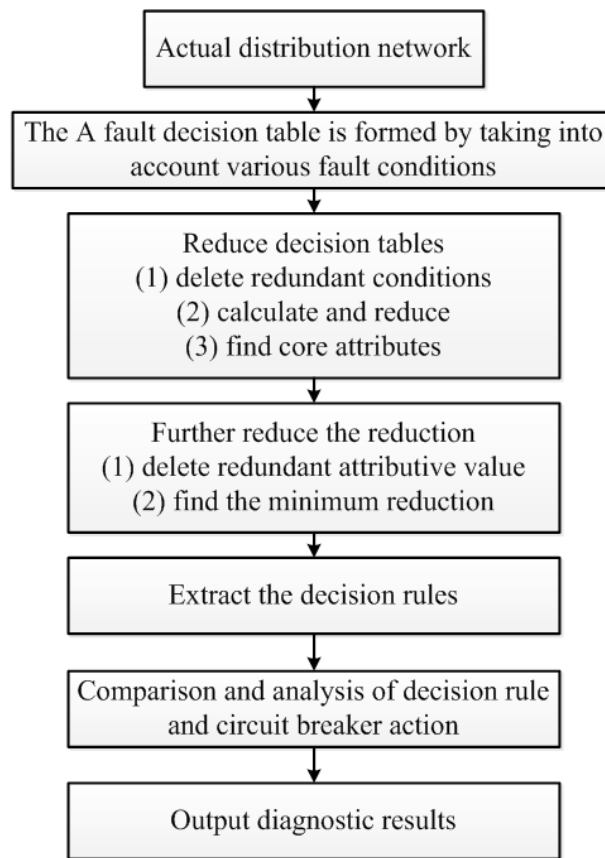 Actual distribution network
The A fault decision table is formed by taking into
account various fault conditions
Reduce decision tables
(1) delete redundant conditions
(2) calculate and reduce
(3) find core attributes
Further reduce the reduction
(1) delete redundant attributive value
(2) find the minimum reduction
Extract the decision rules
Comparison and analysis of decision rule
and circuit breaker action
Output diagnostic results